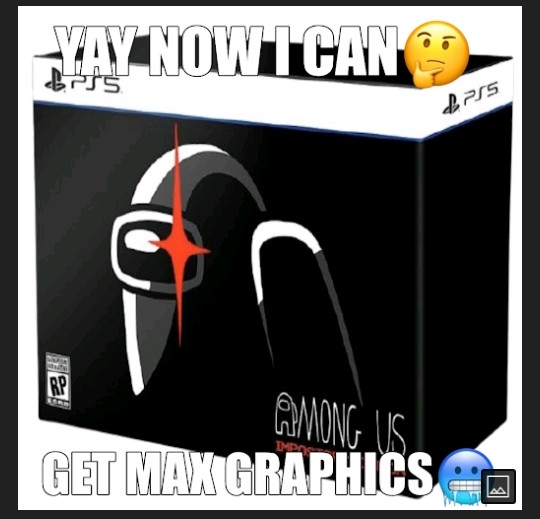 YAY NOW I CAN🤔
PS5
PS5
RP
AMONG US
GET MAX GRAPHICS🥶